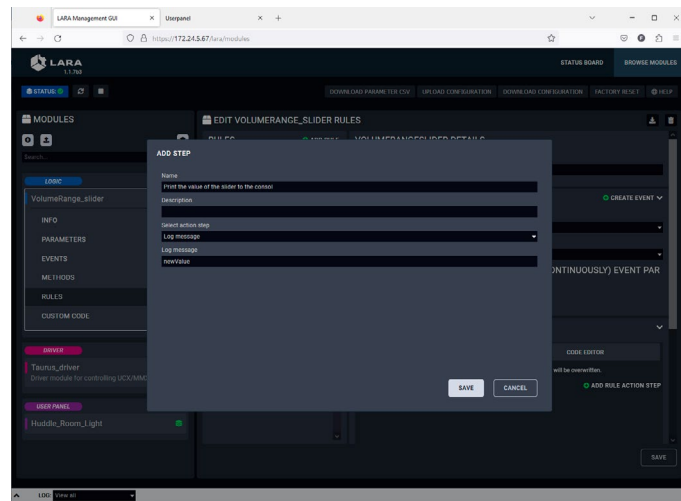 LARA Management GUI
Userpanel
https://172.24.5.67/lara/modules
LARA
1.1.7b3
STATUS BOARD
BROWSE MODULES
STATUS:
DOWNLOAD PARAMETER CSV
UPLOAD CONFIGURATION
DOWNLOAD CONFIGURATION
FACTORY RESET
HELP
MODULES
EDIT VOLUMERANGE_SLIDER RULES
Search...
LOGIC
VolumeRange_slider
INFO
PARAMETERS
EVENTS
METHODS
RULES
CUSTOM CODE
DRIVER
Taurus_driver
Driver module for controlling UCX/MMX
USER PANEL
Huddle_Room_Light
ADD STEP
Name
Print the value of the slider to the consol
Description
Select action step
Log message
Log message
newValue
SAVE
CANCEL
CREATE EVENT
ONTINUOUSLY) EVENT PAR
CODE EDITOR
will be overwritten.
ADD RULE ACTION STEP
SAVE
LOG:
View all